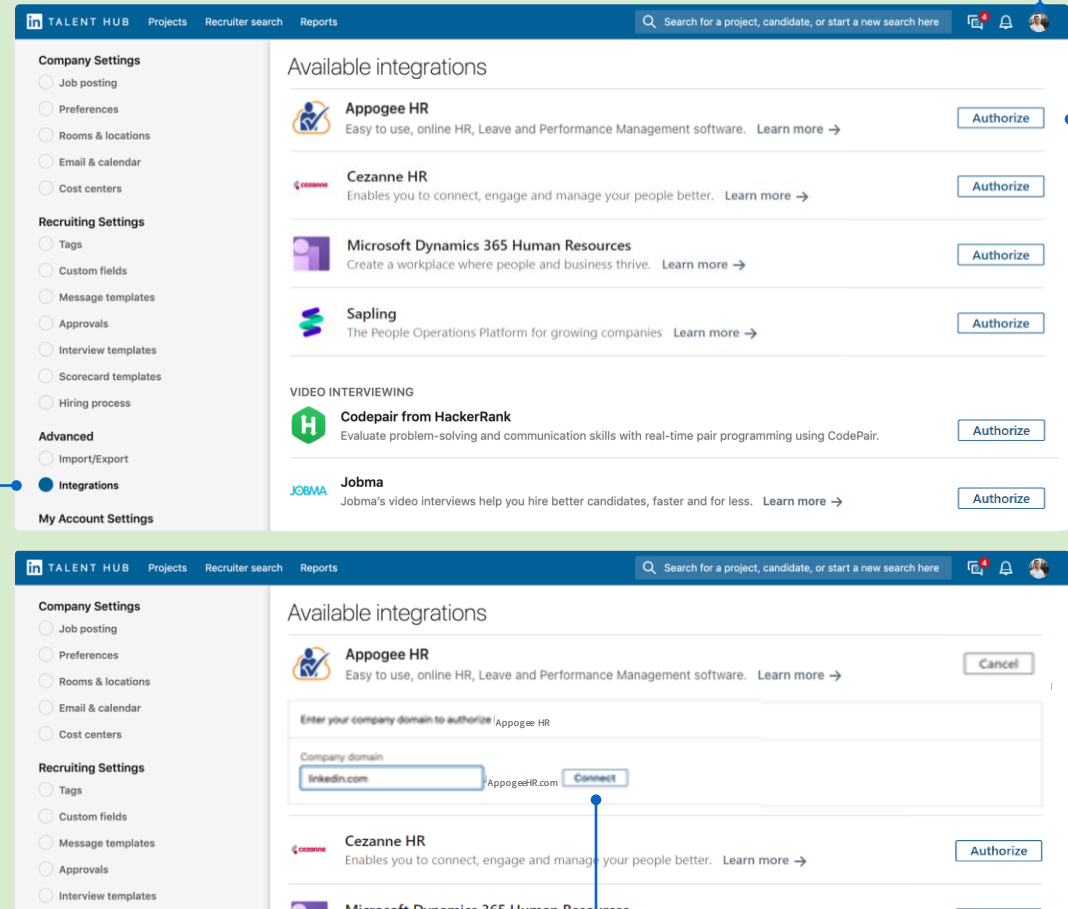 in TALENT HUB Projects Recruiter search Reports Search for a project, candidate, or start a new search here 4
Company Settings
Job posting
Preferences
Rooms & locations
Email & calendar
Cost centers
Recruiting Settings
Tags
Custom fields
Message templates
Approvals
Interview templates
Scorecard templates
Hiring process
Advanced
Import/Export
Integrations
My Account Settings
Available integrations
Appogee HR
Easy to use, online HR, Leave and Performance Management software. Learn more →
Authorize
cezanne
Cezanne HR
Enables you to connect, engage and manage your people better. Learn more →
Authorize
Microsoft Dynamics 365 Human Resources
Create a workplace where people and business thrive. Learn more →
Authorize
Sapling
The People Operations Platform for growing companies Learn more →
Authorize
VIDEO INTERVIEWING
Codepair from HackerRank
Evaluate problem-solving and communication skills with real-time pair programming using CodePair.
Authorize
JOBMA
Jobma
Jobma's video interviews help you hire better candidates, faster and for less. Learn more →
Authorize
in TALENT HUB Projects Recruiter search Reports Search for a project, candidate, or start a new search here 4
Company Settings
Job posting
Preferences
Rooms & locations
Email & calendar
Cost centers
Recruiting Settings
Tags
Custom fields
Message templates
Approvals
Interview templates
Available integrations
Appogee HR
Easy to use, online HR, Leave and Performance Management software. Learn more →
Cancel
Enter your company domain to authorize Appogee HR
Company domain
linkedin.com AppogeeHR.com Connect
cezanne
Cezanne HR
Enables you to connect, engage and manage your people better. Learn more →
Authorize
Microsoft Dynamics 365 Human Resources